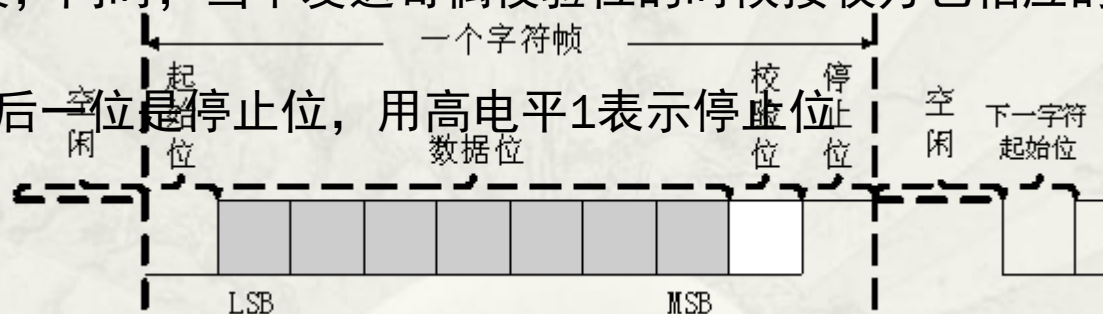 一个字符帧
后一位是停止位，用高电平1表示停止位
空闲
起始位
数据位
校验位
停止位
空闲
下一字符
起始位
LSB
MSB